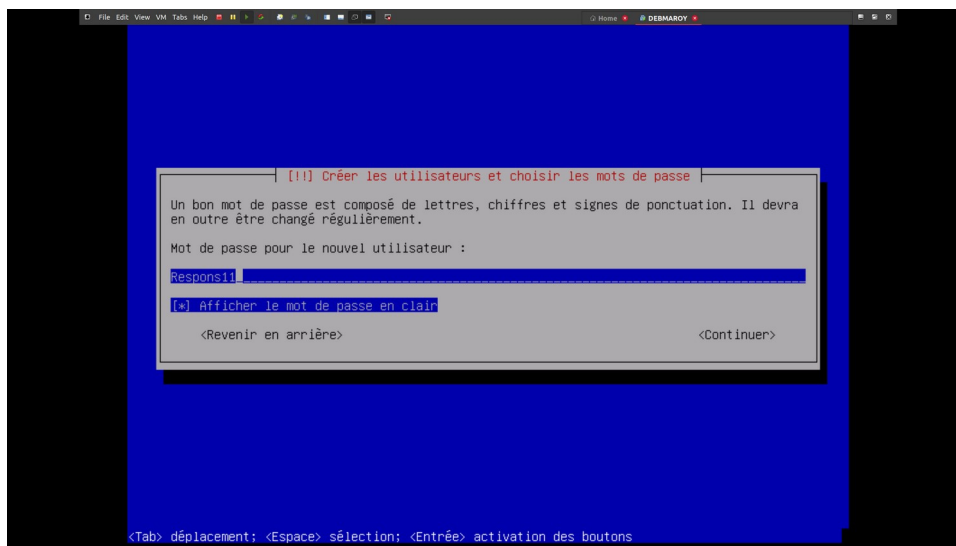 File Edit View VM Tabs Help Home DEBMAROY
[!!] Créer les utilisateurs et choisir les mots de passe
Un bon mot de passe est composé de lettres, chiffres et signes de ponctuation. Il devra
en outre être changé régulièrement.
Mot de passe pour le nouvel utilisateur :
Respons11
[*] Afficher le mot de passe en clair
<Revenir en arrière> <Continuer>
<Tab> déplacement; <Espace> sélection; <Entrée> activation des boutons